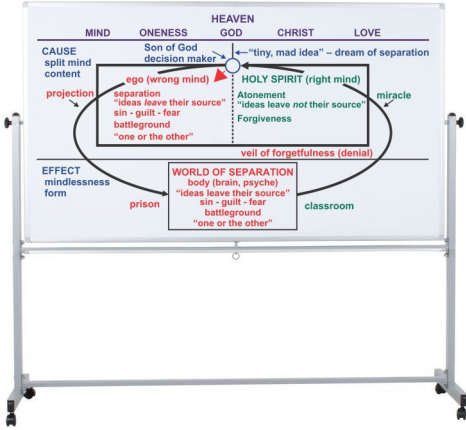 HEAVEN
MIND ONENESS GOD CHRIST LOVE
CAUSE
split mind
content
Son of God
decision maker
“tiny, mad idea” – dream of separation
ego (wrong mind)
HOLY SPIRIT (right mind)
projection
separation
“ideas leave their source”
sin - guilt - fear
battleground
“one or the other”
Atonement
“ideas leave not their source”
Forgiveness
miracle
veil of forgetfulness (denial)
EFFECT
mindlessness
form
prison
WORLD OF SEPARATION
body (brain, psyche)
“ideas leave their source”
sin - guilt - fear
battleground
“one or the other”
classroom